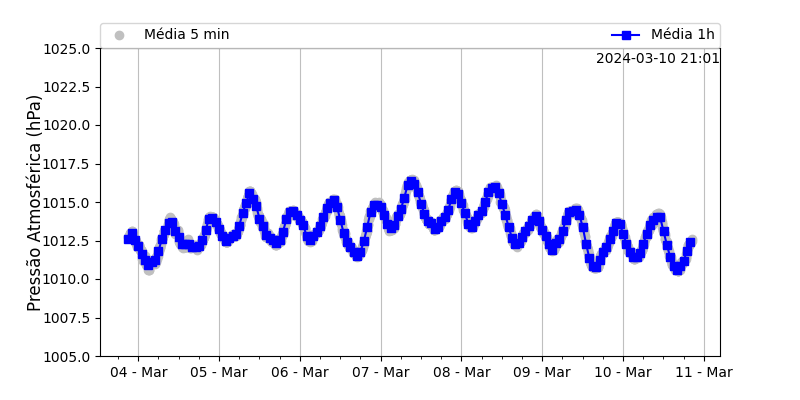 Média 5 min
Média 1h
2024-03-10 21:01
Pressão Atmosférica (hPa)
1025.0
1022.5
1020.0
1017.5
1015.0
1012.5
1010.0
1007.5
1005.0
04 - Mar
05 - Mar
06 - Mar
07 - Mar
08 - Mar
09 - Mar
10 - Mar
11 - Mar